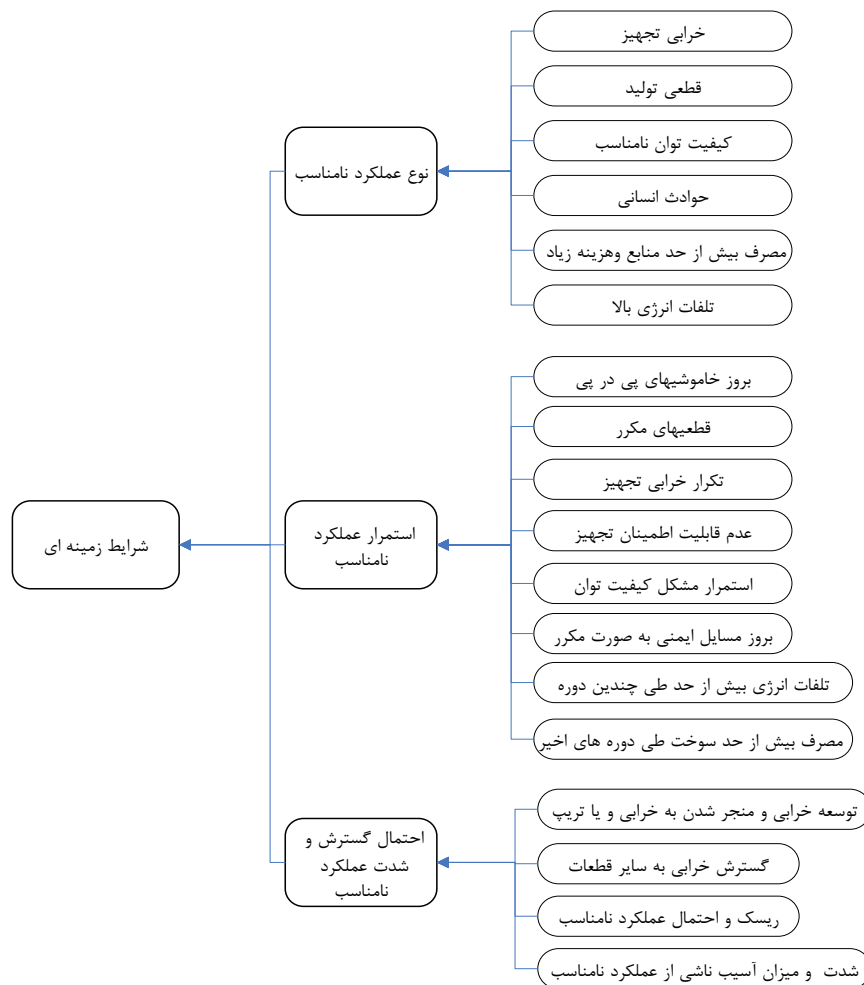 خرابی تجهیز
قطعی تولید
کیفیت توان نامناسب
حوادث انسانی
مصرف بیش از حد منابع وهزینه زیاد
تلفات انرژی بالا
نوع عملکرد نامناسب
بروز خاموشیهای پی در پی
قطعیهای مکرر
تکرار خرابی تجهیز
عدم قابلیت اطمینان تجهیز
استمرار مشکل کیفیت توان
بروز مسایل ایمنی به صورت مکرر
تلفات انرژی بیش از حد طی چندین دوره
مصرف بیش از حد سوخت طی دوره های اخیر
استمرار عملکرد
نامناسب
شرایط زمینه ای
توسعه خرابی و منجر شدن به خرابی و یا تریپ
گسترش خرابی به سایر قطعات
ریسک و احتمال عملکرد نامناسب
شدت و میزان آسیب ناشی از عملکرد نامناسب
احتمال گسترش و
شدت عملکرد
نامناسب